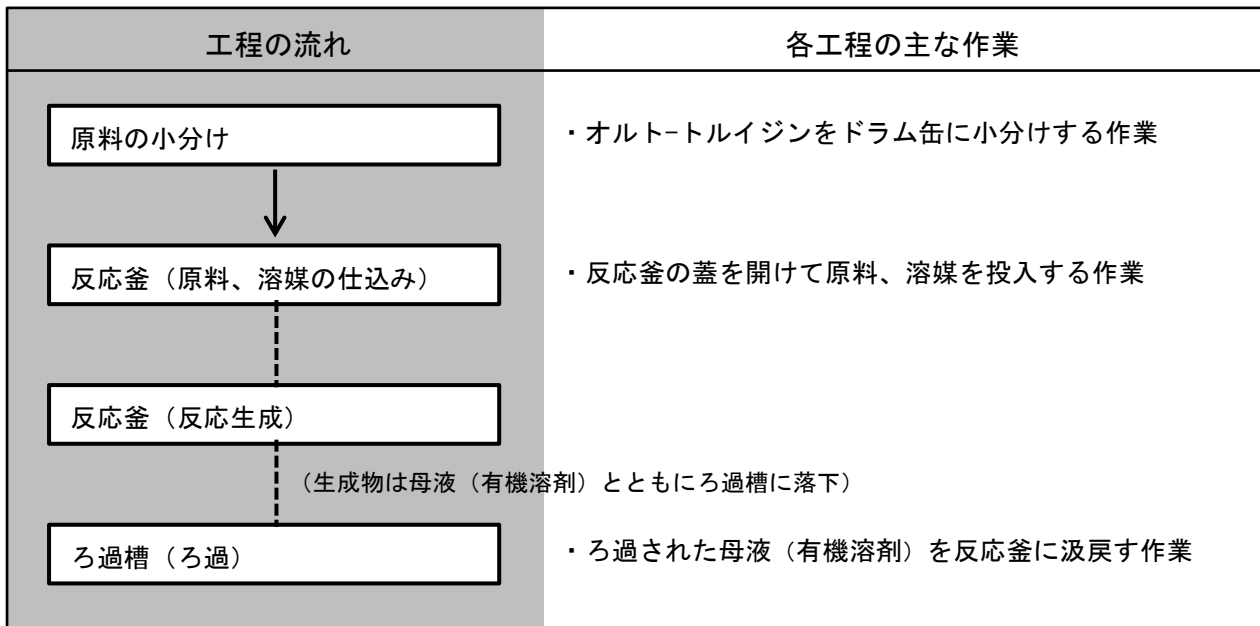 工程の流れ
各工程の主な作業
原料の小分け
・オルト-トルイジンをドラム缶に小分けする作業
反応釜（原料、溶媒の仕込み）
・反応釜の蓋を開けて原料、溶媒を投入する作業
反応釜（反応生成）
（生成物は母液（有機溶剤）とともにろ過槽に落下）
ろ過槽（ろ過）
・ろ過された母液（有機溶剤）を反応釜に汲戻す作業